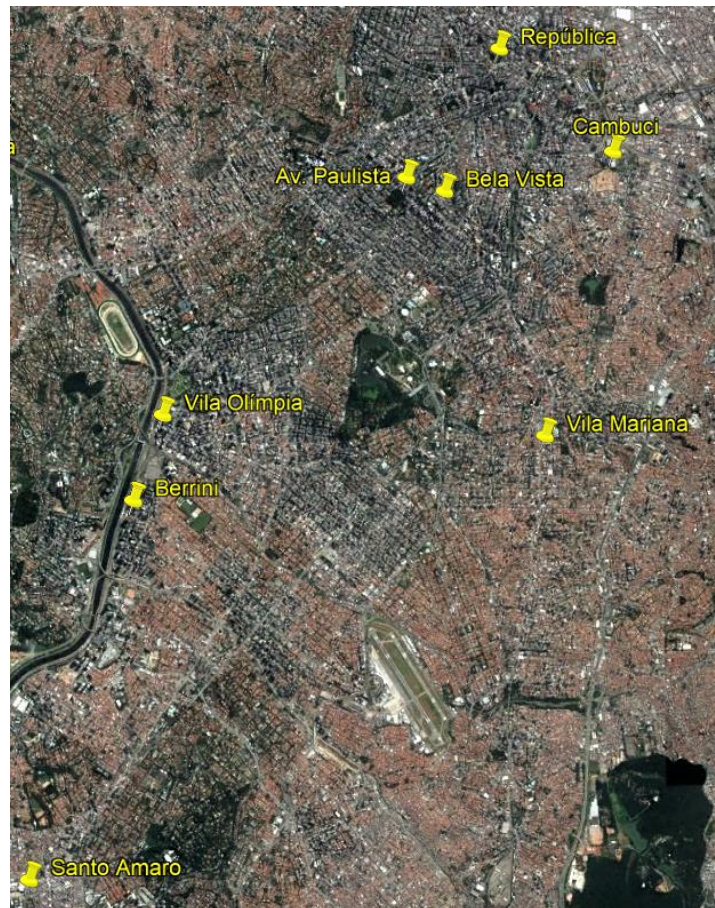 República
Cambuci
Av. Paulista
Bela Vista
Vila Olímpia
Vila Mariana
Berrini
Santo Amaro